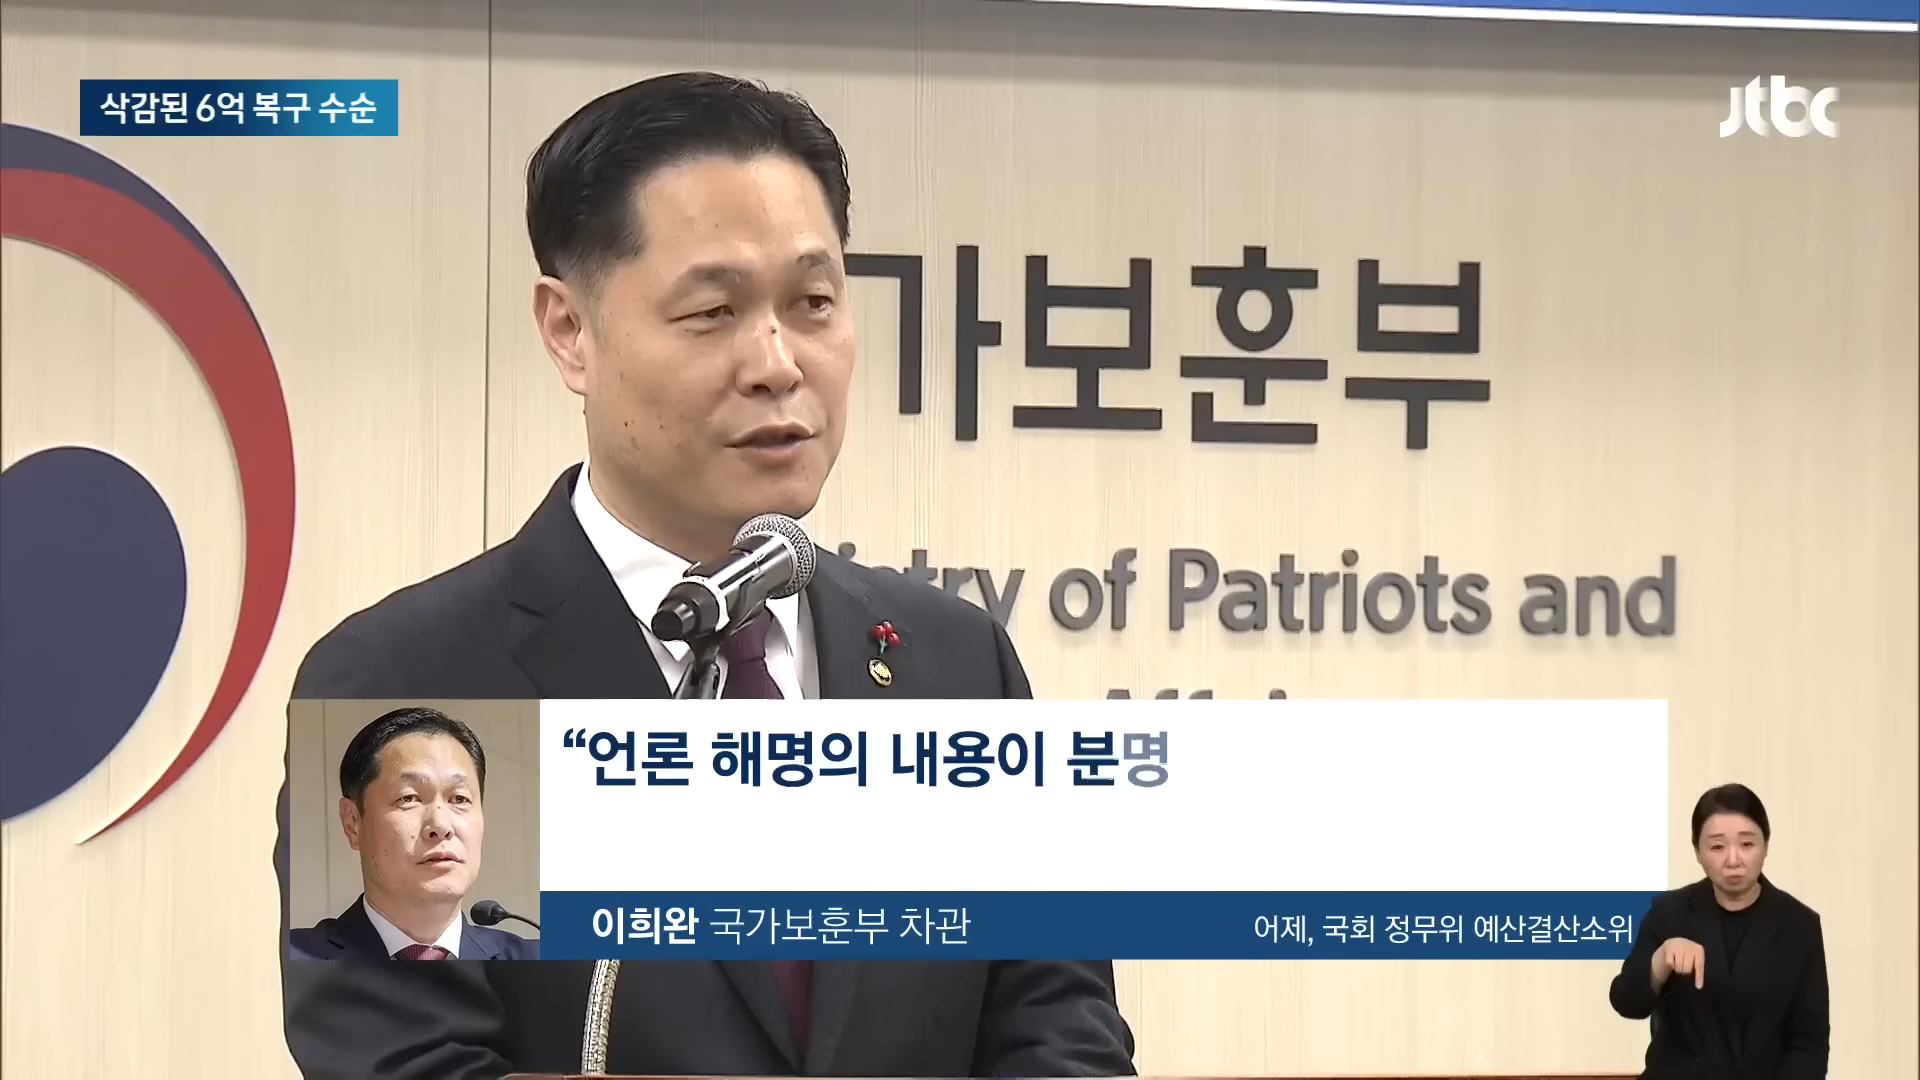 삭감된 6억 복구 수순
jtbc
가보훈부
istry of Patriots and
“언론 해명의 내용이 분명
이희완 국가보훈부 차관
어제, 국회 정무위 예산결산소위